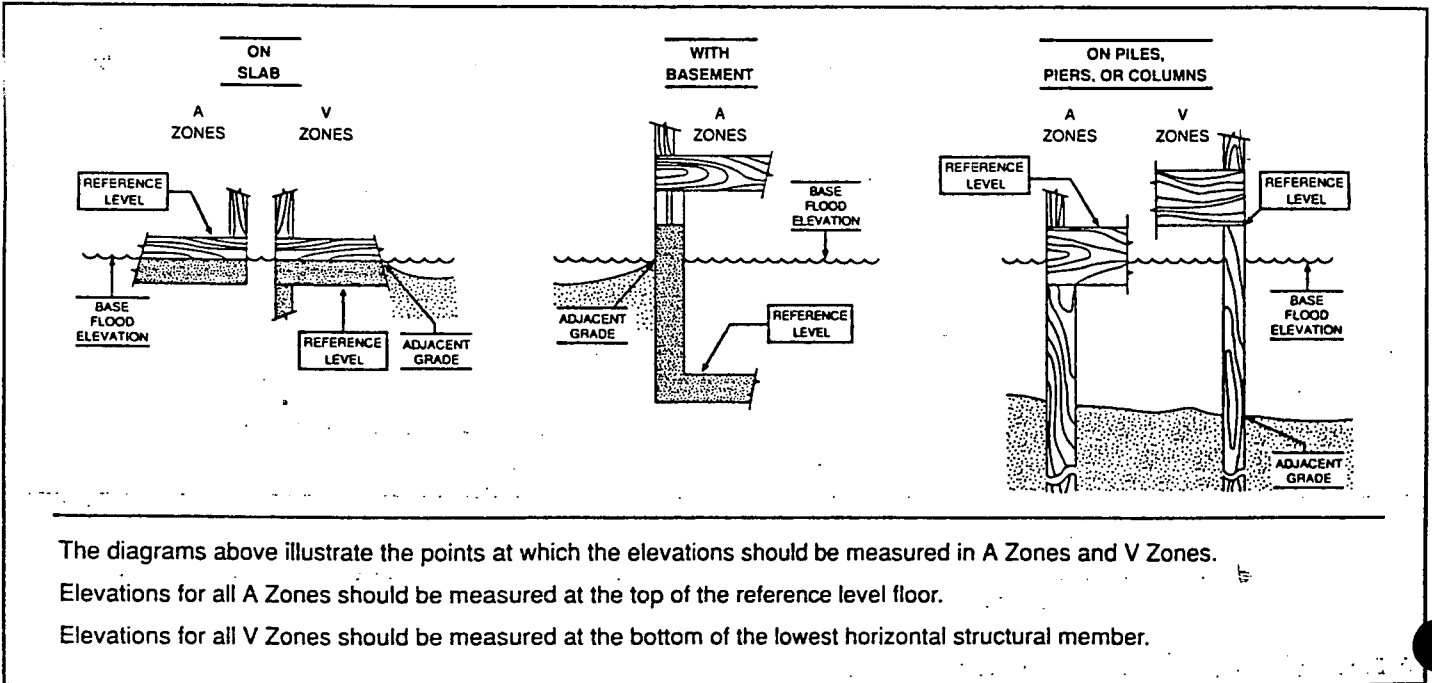 ON
SLAB
A
ZONES
V
ZONES
REFERENCE
LEVEL
BASE
FLOOD
ELEVATION
REFERENCE
LEVEL
ADJACENT
GRADE
WITH
BASEMENT
A
ZONES
BASE
FLOOD
ELEVATION
ADJACENT
GRADE
REFERENCE
LEVEL
ON PILES,
PIERS, OR COLUMNS
A
ZONES
V
ZONES
REFERENCE
LEVEL
REFERENCE
LEVEL
BASE
FLOOD
ELEVATION
ADJACENT
GRADE
The diagrams above illustrate the points at which the elevations should be measured in A Zones and V Zones.
Elevations for all A Zones should be measured at the top of the reference level floor.
Elevations for all V Zones should be measured at the bottom of the lowest horizontal structural member.